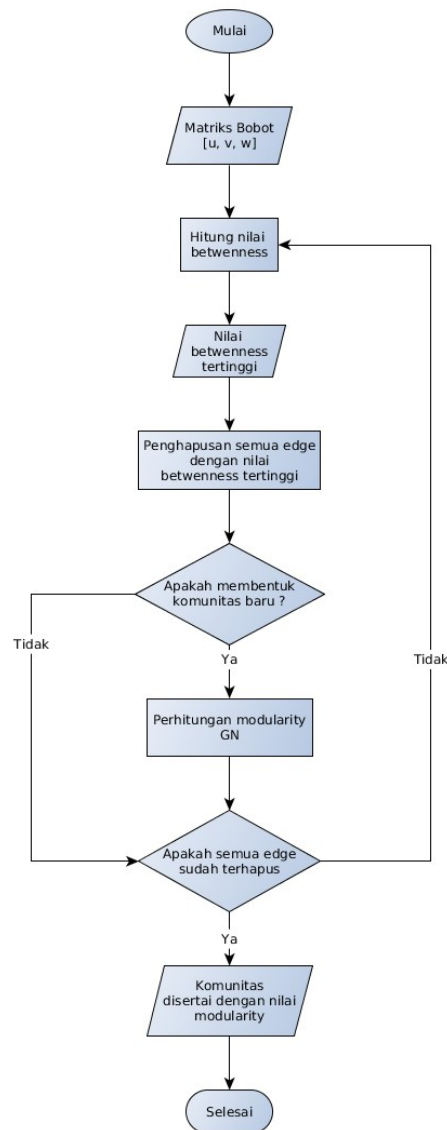 Mulai
Matriks Bobot
[u, v, w]
Hitung nilai
betwenness
Nilai
betwenness
tertinggi
Penghapusan semua edge
dengan nilai
betwenness tertinggi
Apakah membentuk
komunitas baru ?
Tidak
Ya
Tidak
Perhitungan modularity
GN
Apakah semua edge
sudah terhapus
Ya
Komunitas
disertai dengan nilai
modularity
Selesai